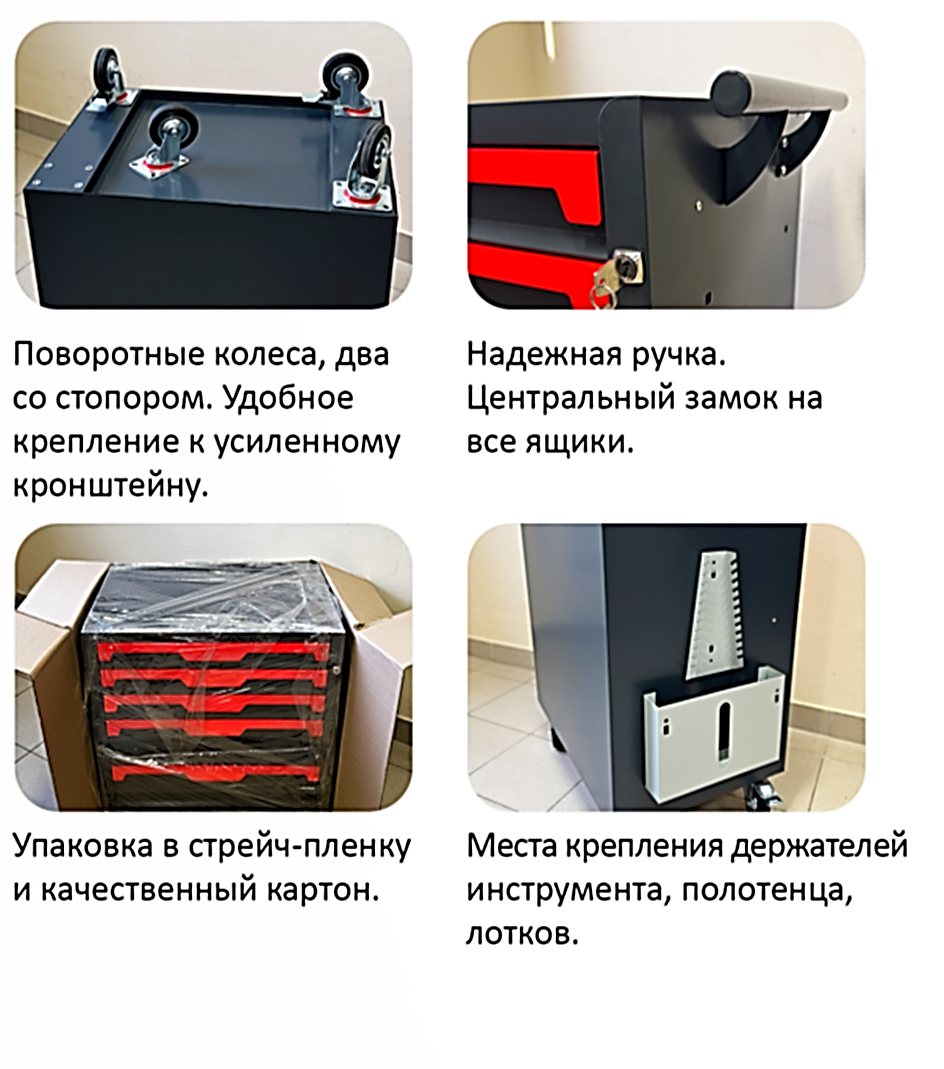 Поворотные колеса, два
со стопором. Удобное
крепление к усиленному
кронштейну.
Надежная ручка.
Центральный замок на
все ящики.
Упаковка в стрейч-пленку
и качественный картон.
Места крепления держателей
инструмента, полотенца,
лотков.